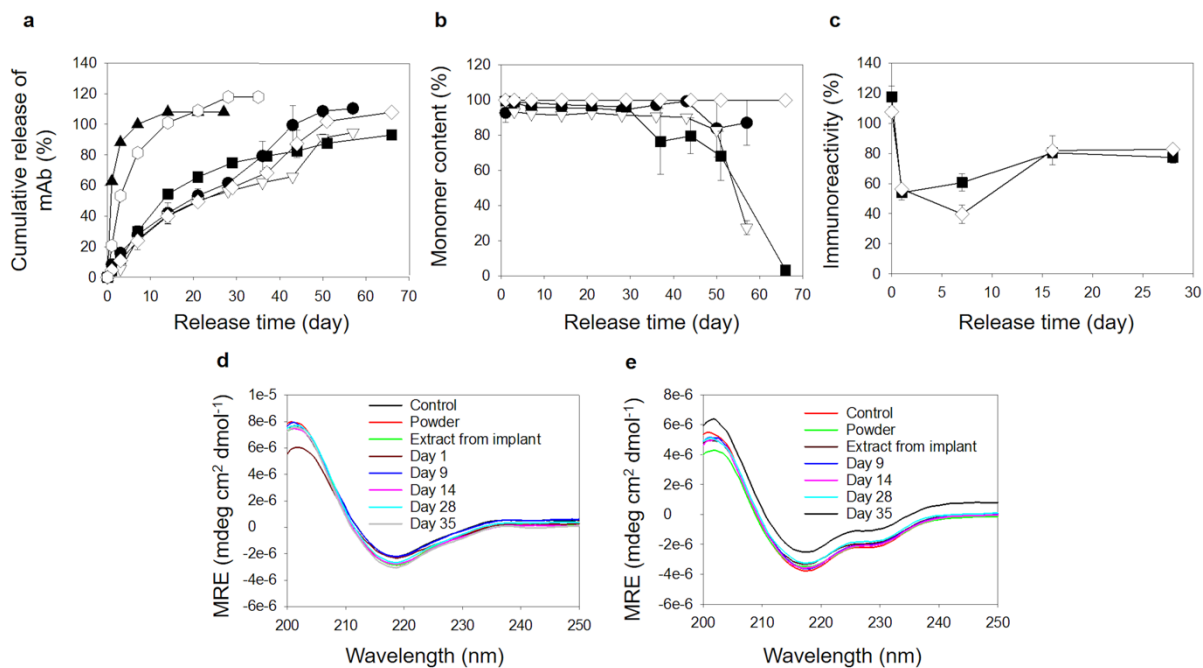 a
b
c
Cumulative release of
mAb
(%)
140
120
100
80
60
40
20
0
0 10 20 30 40 50 60 70
Release time (day)
Monomer content (%)
120
100
80
60
40
20
0
0 10 20 30 40 50 60 70
Release time (day)
Immunoreactivity (%)
140
120
100
80
60
40
20
0
0 5 10 15 20 25 30
Release time (day)
d
e
MRE (mdeg cm2 dmol-1)
1e-5
8e-6
6e-6
4e-6
2e-6
0
-2e-6
-4e-6
-6e-6
Control
Powder
Extract from implant
Day 1
Day 9
Day 14
Day 28
Day 35
200 210 220 230 240 250
Wavelength (nm)
MRE (mdeg cm2 dmol-1)
8e-6
6e-6
4e-6
2e-6
0
-2e-6
-4e-6
-6e-6
Control
Powder
Extract from implant
Day 9
Day 14
Day 28
Day 35
200 210 220 230 240 250
Wavelength (nm)